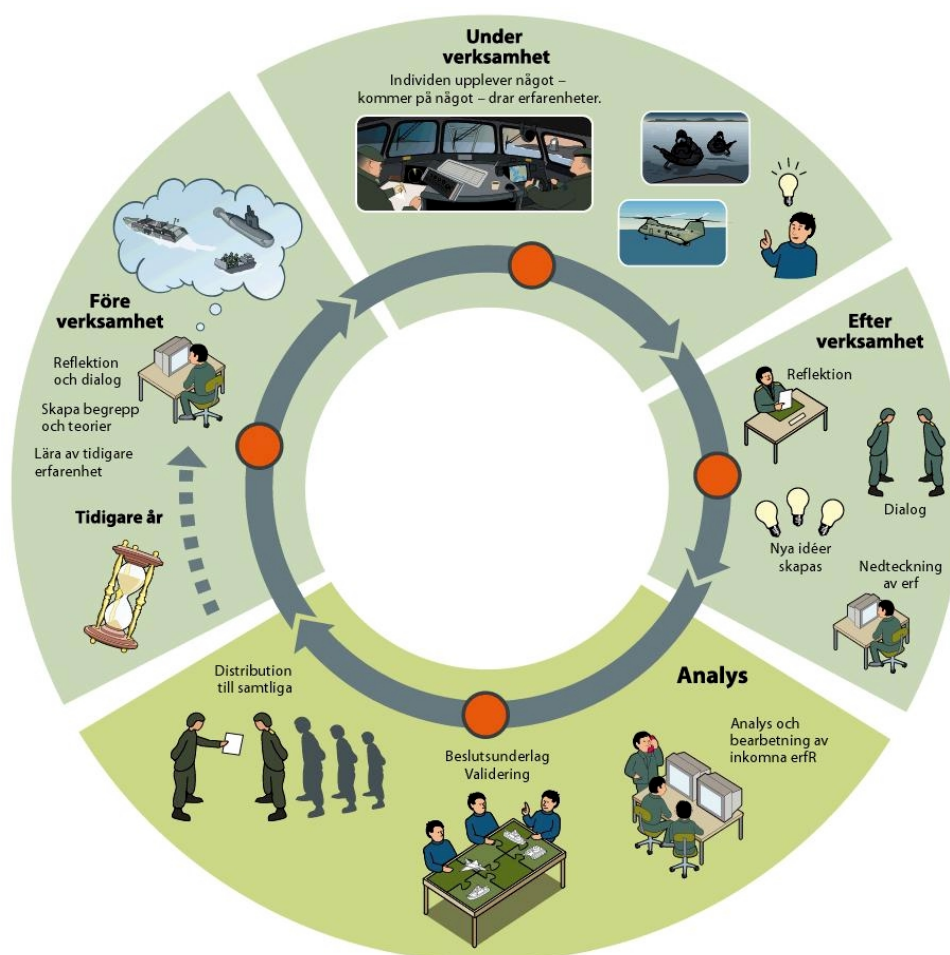 Under
verksamhet
Individen upplever något –
kommer på något – drar erfarenheter.
Efter
verksamhet
Reflektion
Dialog
Nya idéer
skapas
Nedteckning
av erf
Analys
Analys och
bearbetning av
inkomna erfR
Beslutsunderlag
Validering
Distribution
till samtliga
Före
verksamhet
Reflektion
och dialog
Skapa begrepp
och teorier
Lära av tidigare
erfarenhet
Tidigare år